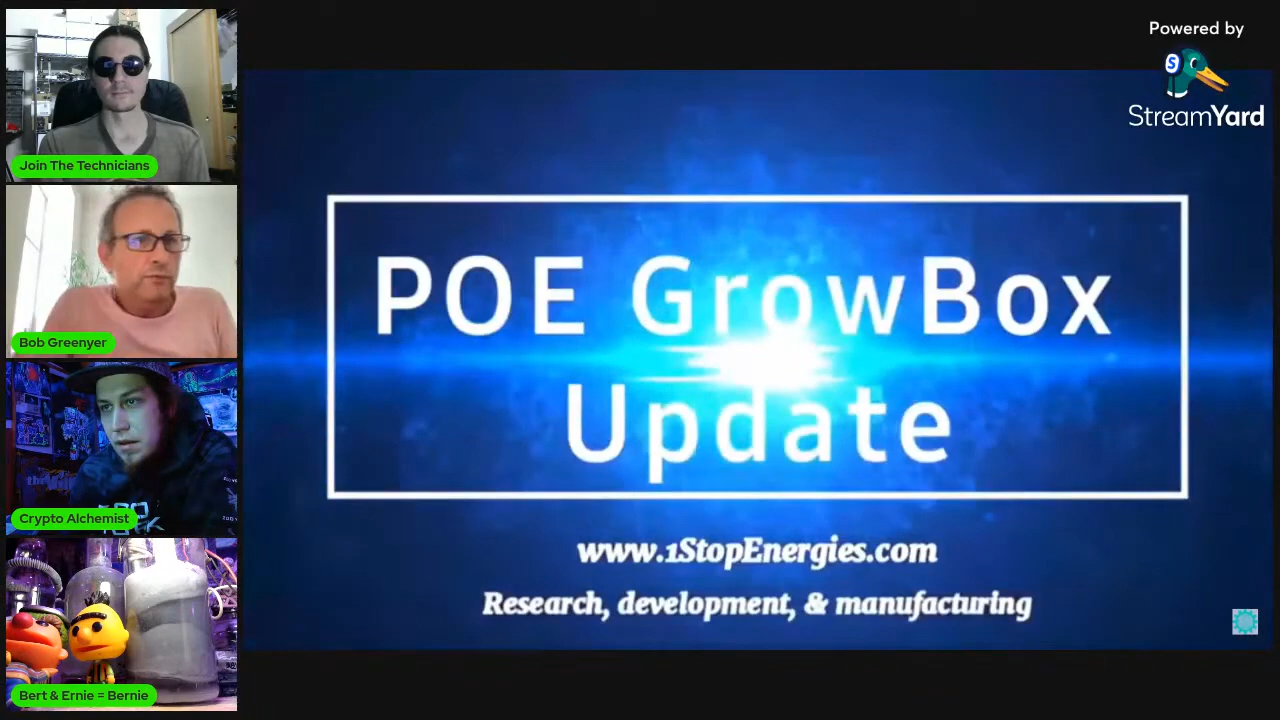 Join The Technicians
Bob Greenyer
Crypto Alchemist
Bert & Ernie = Bernie
POE GrowBox
Update
www.1StopEnergies.com
Research, development, & manufacturing
Powered by
S
StreamYard